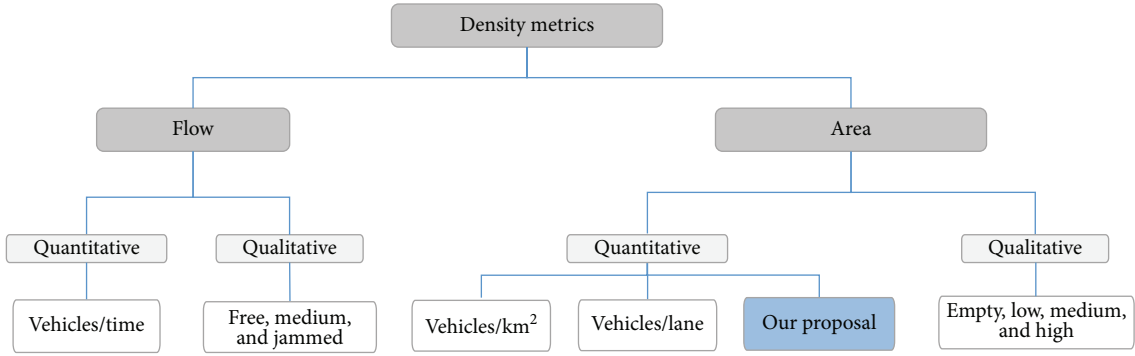 Density metrics
Flow
Area
Quantitative
Qualitative
Quantitative
Qualitative
Vehicles/time
Free, medium,
and jammed
Vehicles/km²
Vehicles/lane
Our proposal
Empty, low, medium,
and high